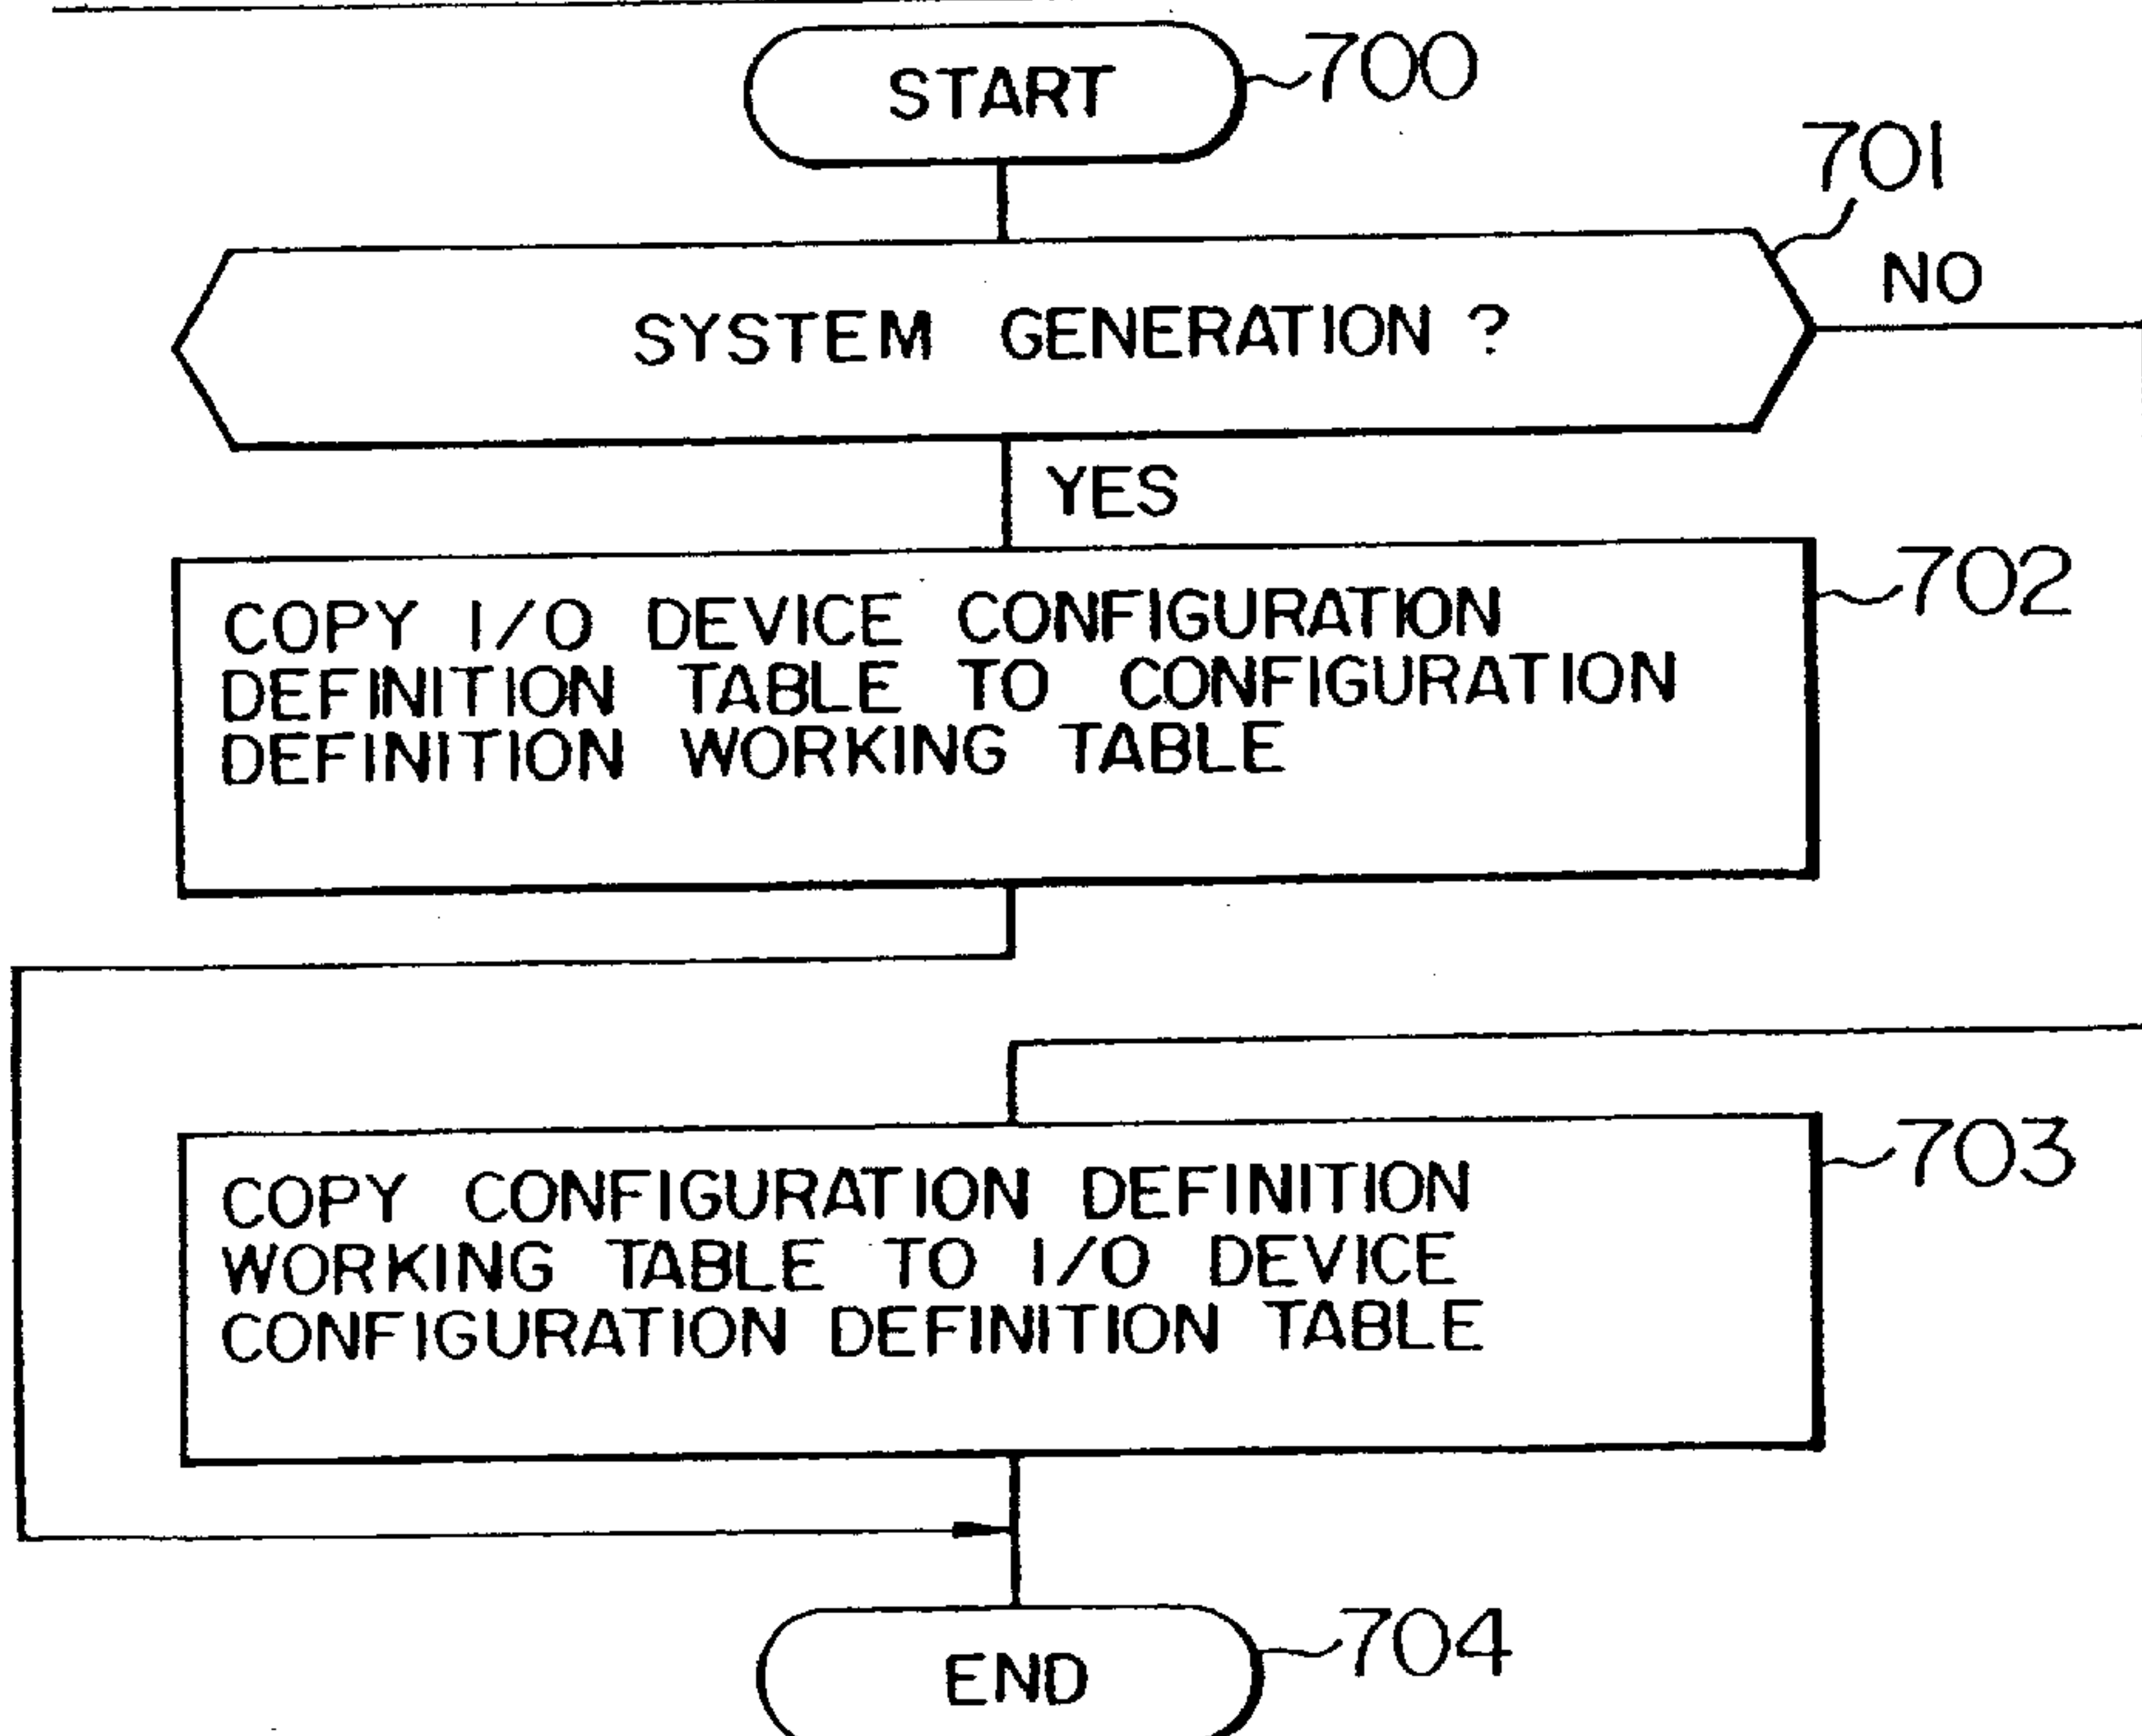 START
700
701
SYSTEM GENERATION ?
NO
YES
702
COPY I/O DEVICE CONFIGURATION
DEFINITION TABLE TO CONFIGURATION
DEFINITION WORKING TABLE
703
COPY CONFIGURATION DEFINITION
WORKING TABLE TO I/O DEVICE
CONFIGURATION DEFINITION TABLE
704
END